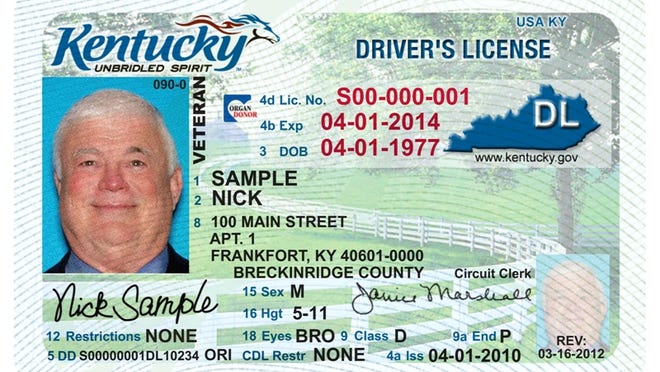 Kentucky
UNBRIDLED SPIRIT
USA KY
DRIVER'S LICENSE
090-0
VETERAN
ORGAN
DONOR
4d Lic. No. S00-000-001
4b Exp 04-01-2014
3 DOB 04-01-1977
DL
www.kentucky.gov
1 SAMPLE
2 NICK
8 100 MAIN STREET
APT. 1
FRANKFORT, KY 40601-0000
BRECKINRIDGE COUNTY
Circuit Clerk
Nick Sample
15 Sex M
Janice Marshall
16 Hgt 5-11
12 Restrictions NONE
18 Eyes BRO 9 Class D 9a End P
REV:
5 DD S00000001DL10234 ORI CDL Restr NONE 4a Iss 04-01-2010
03-16-2012